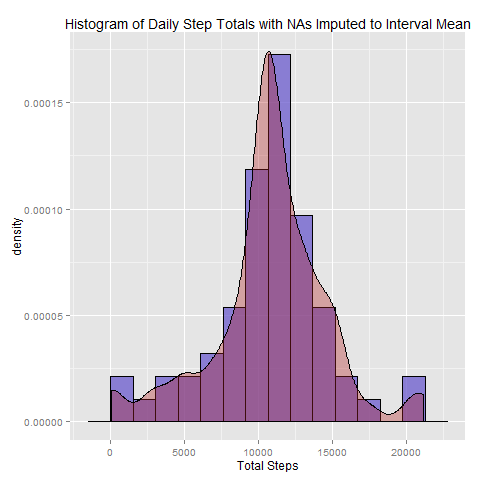 Histogram of Daily Step Totals with NAs Imputed to Interval Mean
0.00015
0.00010
0.00005
0.00000
density
0 5000 10000 15000 20000
Total Steps